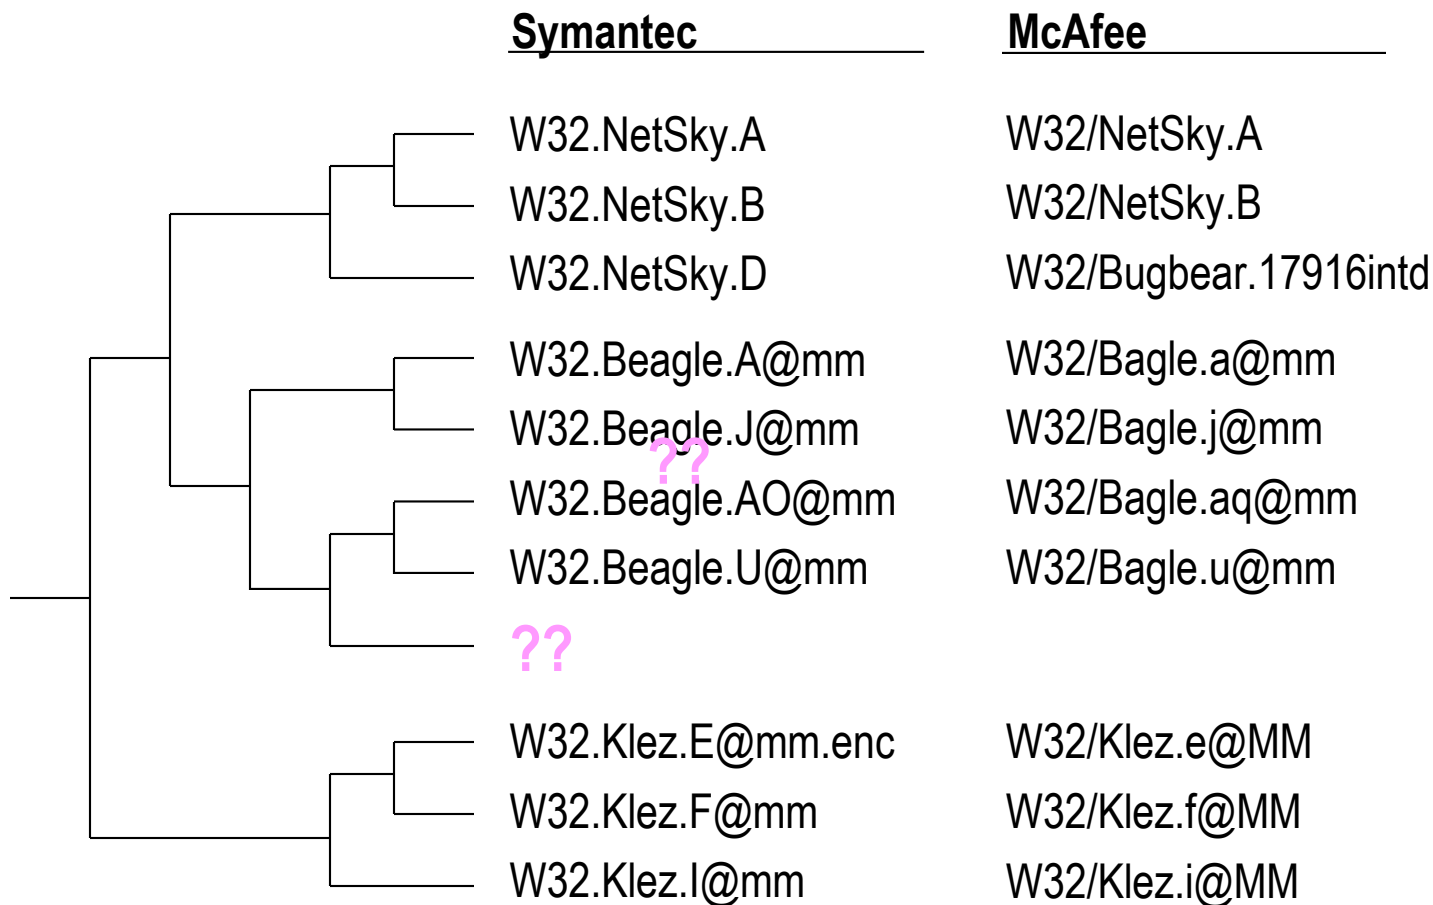 Symantec McAfee
W32.NetSky.A W32/NetSky.A
W32.NetSky.B W32/NetSky.B
W32.NetSky.D W32/Bugbear.17916intd
W32.Beagle.A@mm W32/Bagle.a@mm
W32.Beagle.J@mm W32/Bagle.j@mm
??
W32.Beagle.AO@mm W32/Bagle.aq@mm
W32.Beagle.U@mm W32/Bagle.u@mm
??
W32.Klez.E@mm.enc W32/Klez.e@MM
W32.Klez.F@mm W32/Klez.f@MM
W32.Klez.I@mm W32/Klez.i@MM